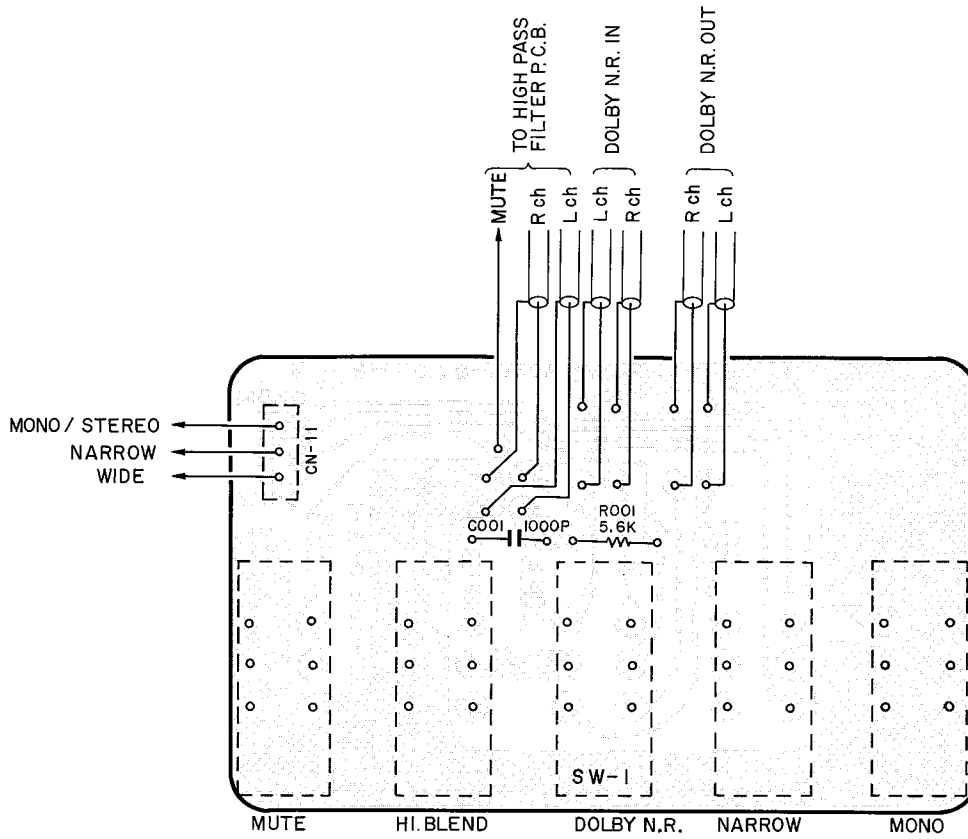 TO HIGH PASS
FILTER P.C.B.
DOLBY N.R. IN
DOLBY N.R. OUT
MUTE
R ch
L ch
L ch
R ch
R ch
L ch
MONO / STEREO
NARROW
WIDE
CN-11
C001 1000P
R001
5.6K
SW-1
MUTE
HI.BLEND
DOLBY N.R.
NARROW
MONO